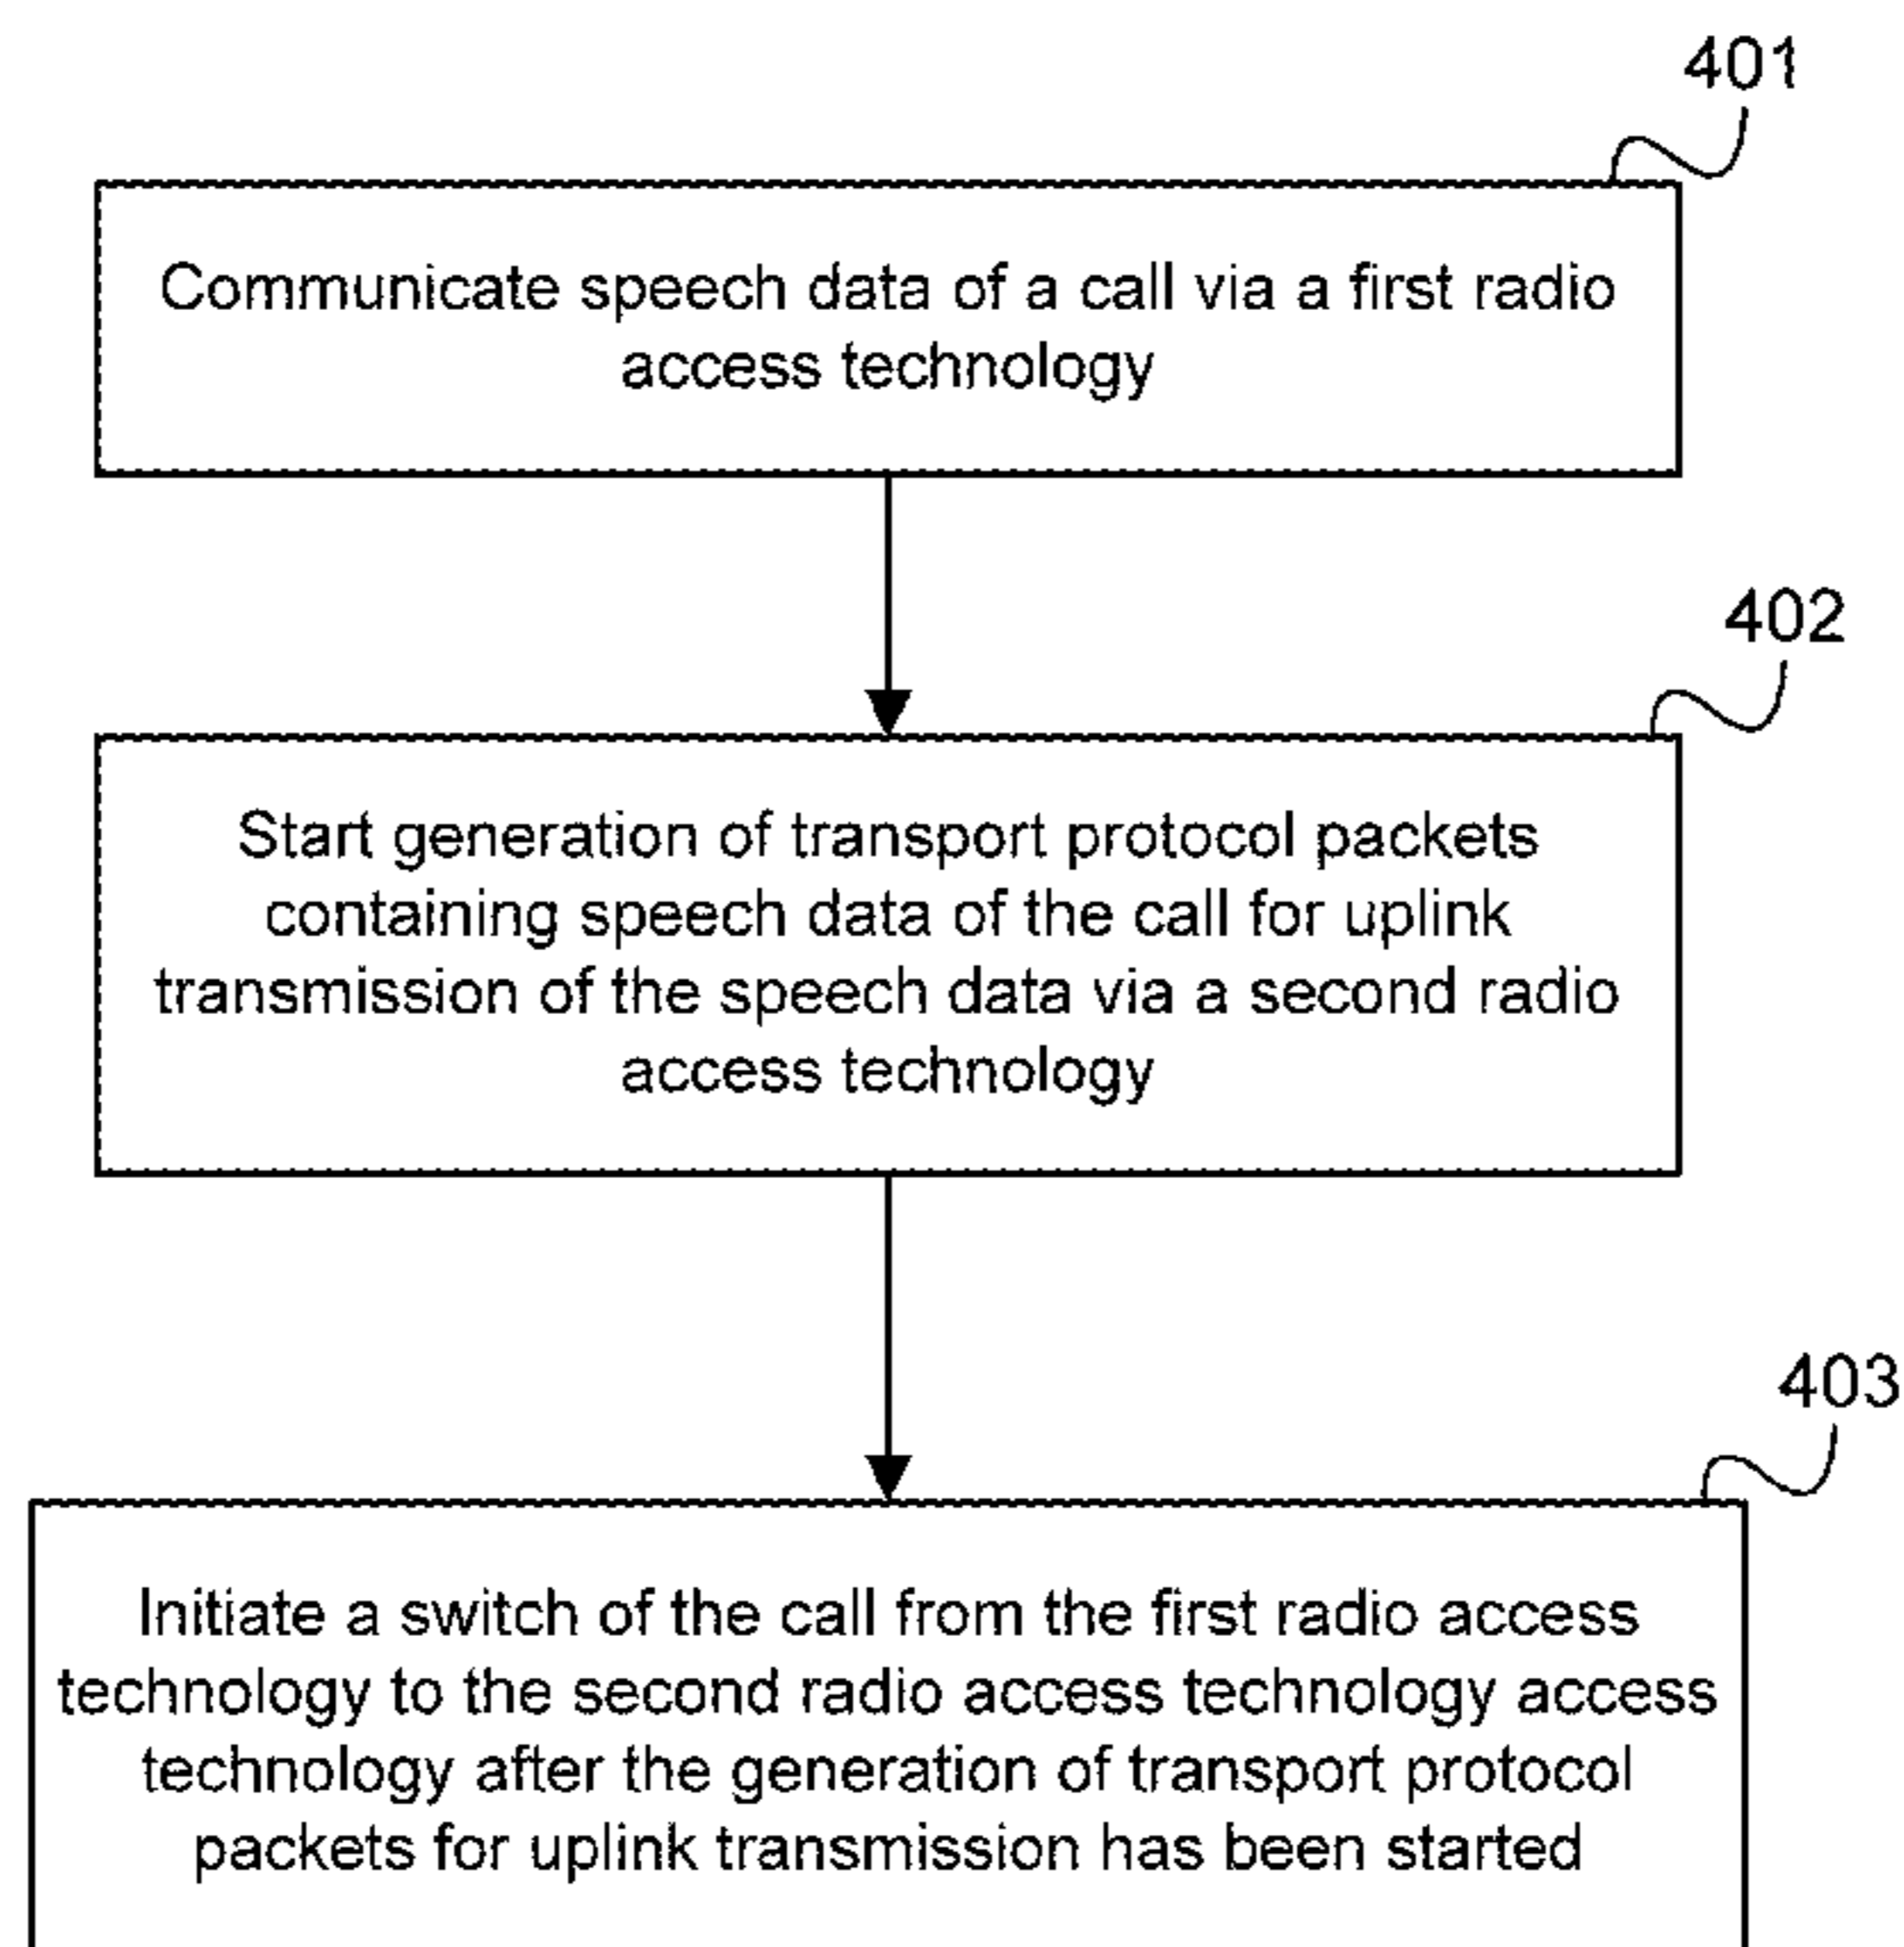 401
Communicate speech data of a call via a first radio
access technology
402
Start generation of transport protocol packets
containing speech data of the call for uplink
transmission of the speech data via a second radio
access technology
403
Initiate a switch of the call from the first radio access
technology to the second radio access technology access
technology after the generation of transport protocol
packets for uplink transmission has been started